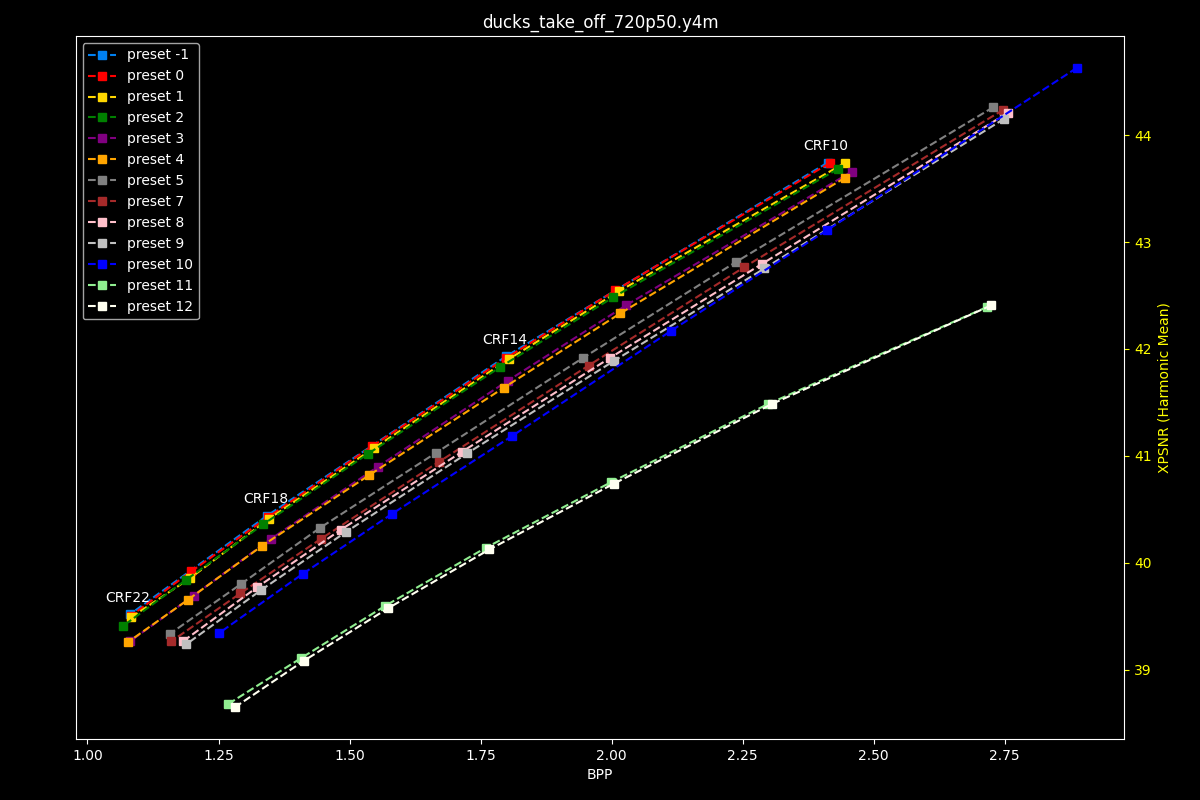 ducks_take_off_720p50.y4m
preset -1
preset 0
preset 1
preset 2
preset 3
preset 4
preset 5
preset 7
preset 8
preset 9
preset 10
preset 11
preset 12
CRF10
CRF14
CRF18
CRF22
44
43
42
41
40
39
XPSNR (Harmonic Mean)
1.00 1.25 1.50 1.75 2.00 2.25 2.50 2.75
BPP